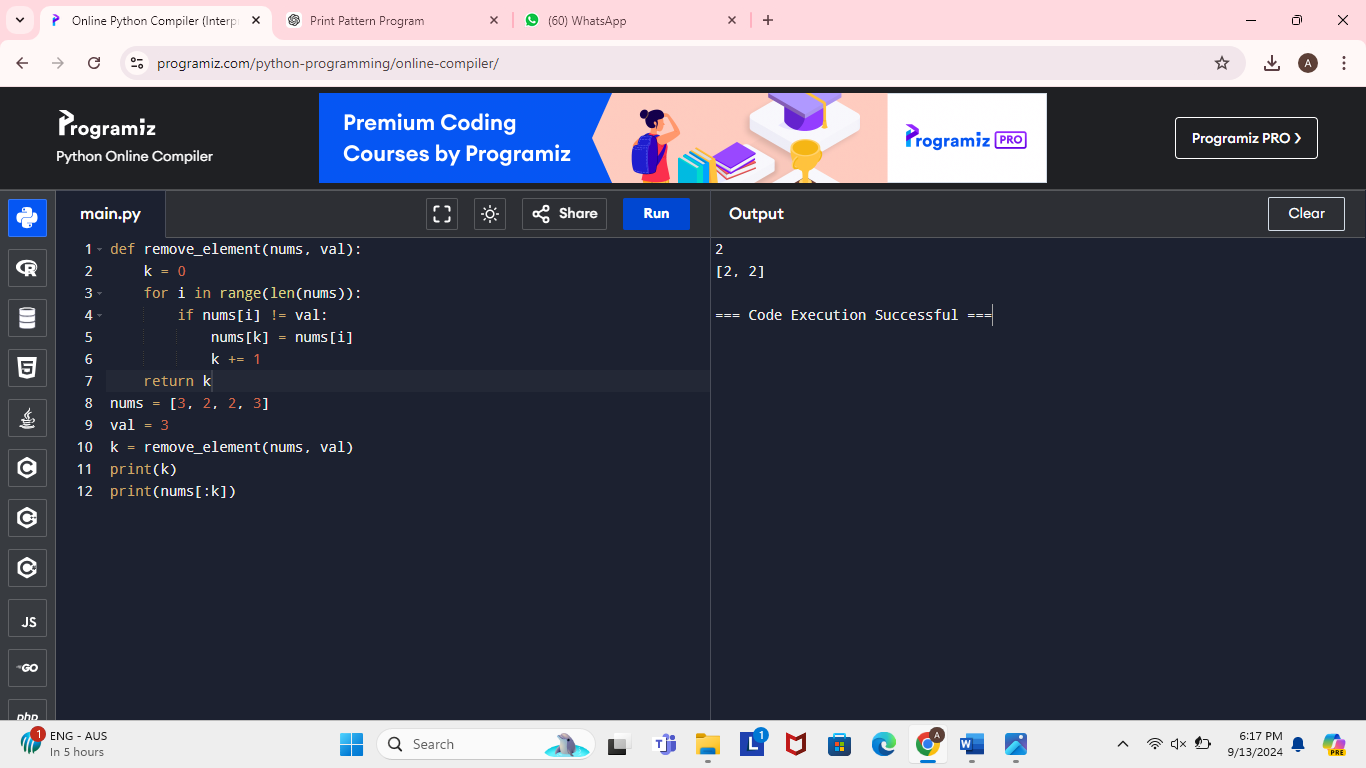 Online Python Compiler (Interp
Print Pattern Program
(60) WhatsApp
programiz.com/python-programming/online-compiler/
A
Programiz
Python Online Compiler
Premium Coding
Courses by Programiz
Programiz PRO
Programiz PRO >
main.py
Share
Run
Output
Clear
1 def remove_element(nums, val):
2     k = 0
3     for i in range(len(nums)):
4         if nums[i] != val:
5             nums[k] = nums[i]
6             k += 1
7     return k
8 nums = [3, 2, 2, 3]
9 val = 3
10 k = remove_element(nums, val)
11 print(k)
12 print(nums[:k])
2
[2, 2]
=== Code Execution Successful ===
JS
GO
php
1
ENG - AUS
In 5 hours
Search
L
1
A
W
6:17 PM
9/13/2024
PRE